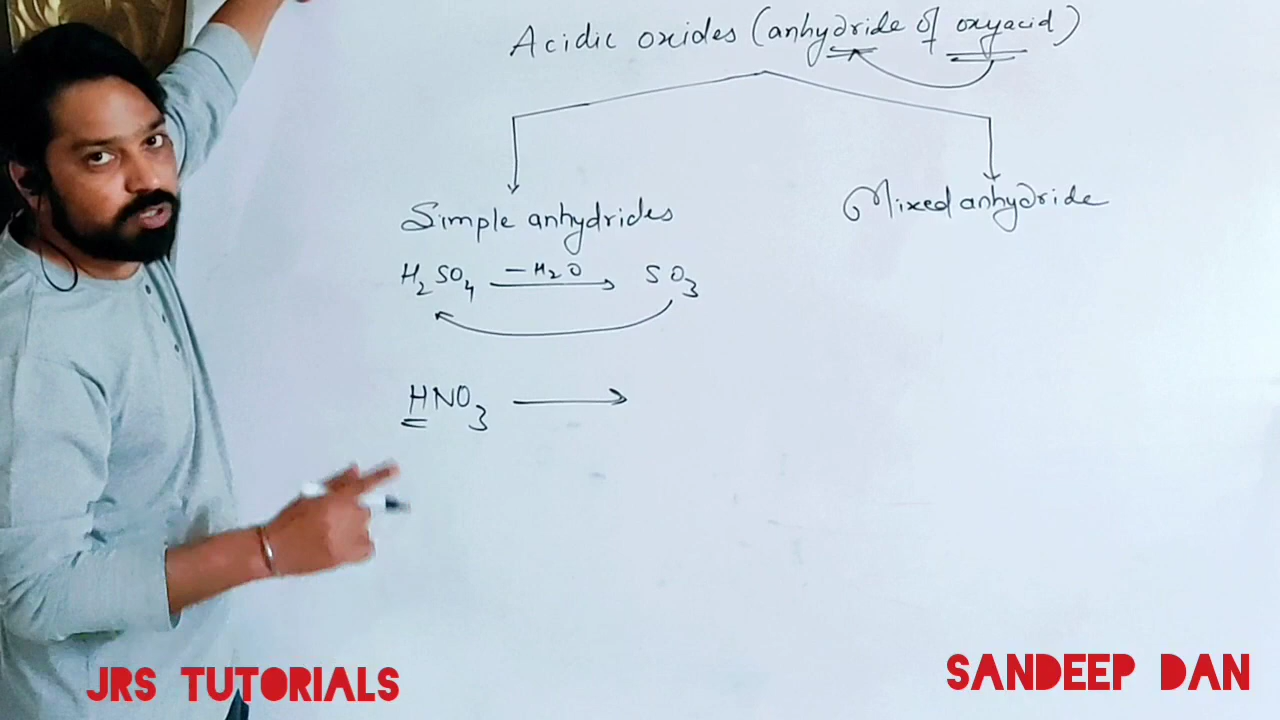 Acidic oxides (anhydride of oxyacid)
Simple anhydrides
Mixed anhydride
H₂SO₄ —H₂O→ SO₃
HNO₃ →
JRS TUTORIALS
SANDEEP DAN